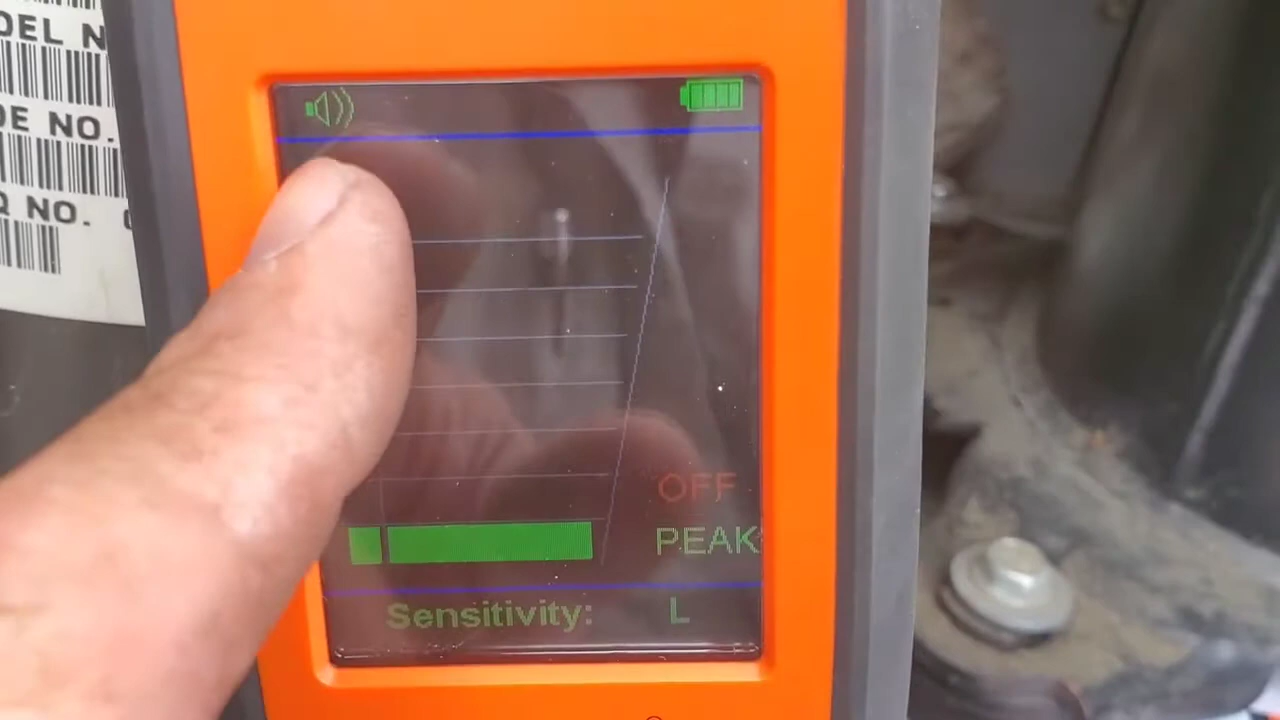 DEL N
DE NO.
Q NO.
OFF
PEAK
Sensitivity: L